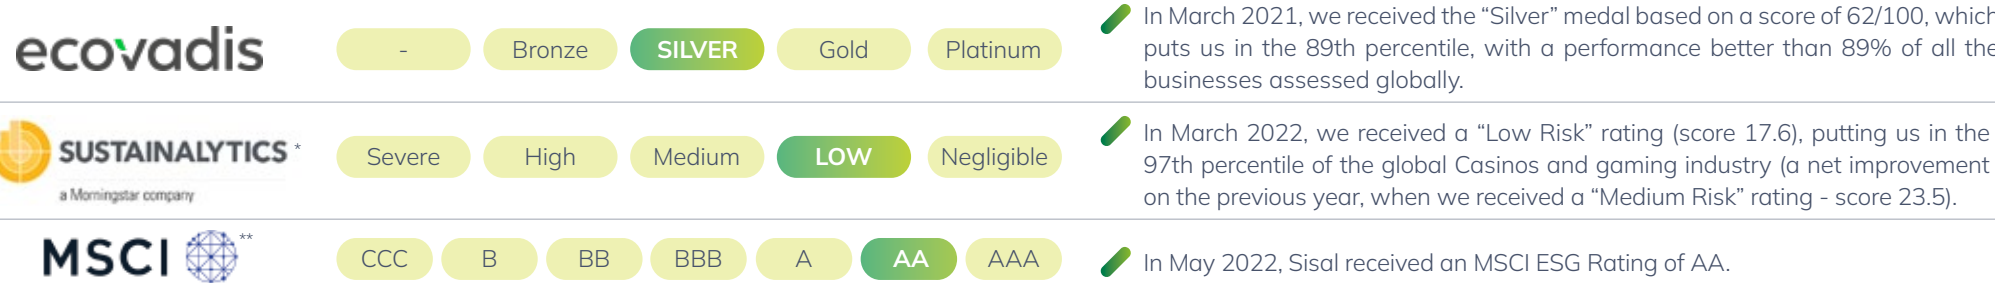 ecovadis
-
Bronze
SILVER
Gold
Platinum
In March 2021, we received the “Silver” medal based on a score of 62/100, which
puts us in the 89th percentile, with a performance better than 89% of all the
businesses assessed globally.
SUSTAINALYTICS *
a Morningstar company
Severe
High
Medium
LOW
Negligible
In March 2022, we received a “Low Risk” rating (score 17.6), putting us in the
97th percentile of the global Casinos and gaming industry (a net improvement
on the previous year, when we received a “Medium Risk” rating - score 23.5).
MSCI **
CCC
B
BB
BBB
A
AA
AAA
In May 2022, Sisal received an MSCI ESG Rating of AA.